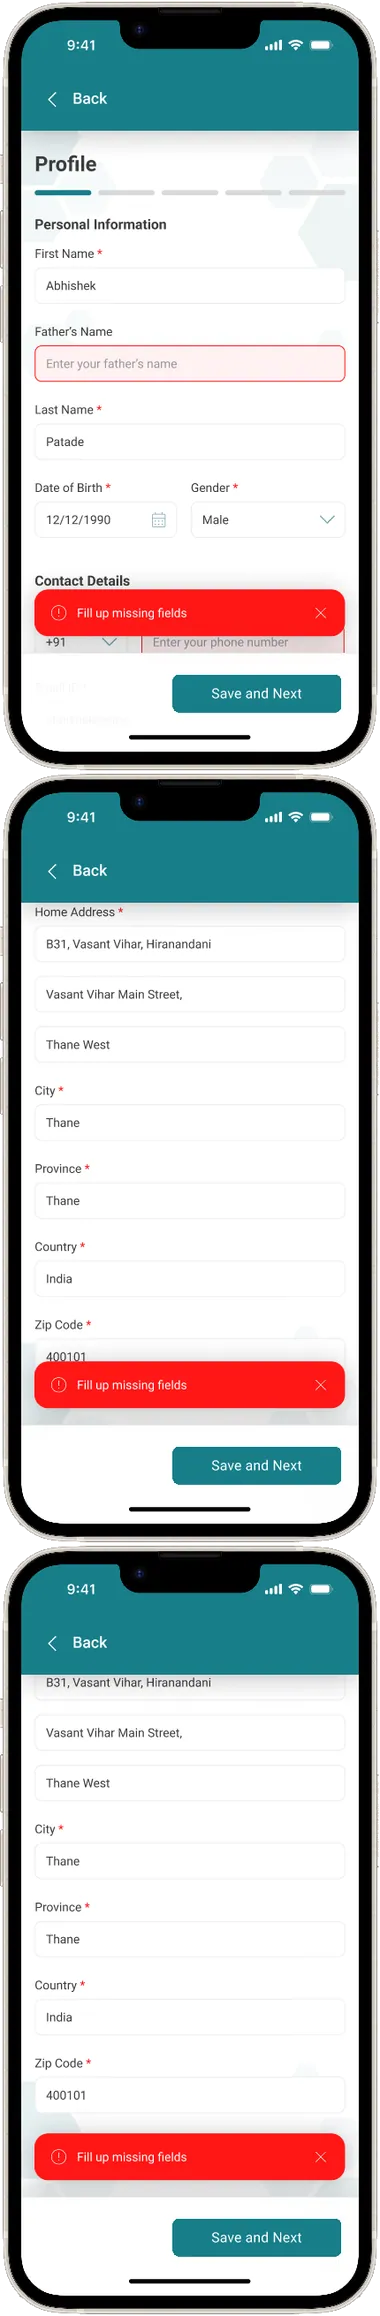 9:41
Back
Profile
Personal Information
First Name *
Abhishek
Father's Name
Enter your father's name
Last Name *
Patade
Date of Birth * Gender *
12/12/1990 Male
Contact Details
Fill up missing fields
+91 Enter your phone number
Save and Next
9:41
Back
Home Address *
B31, Vasant Vihar, Hiranandani
Vasant Vihar Main Street,
Thane West
City *
Thane
Province *
Thane
Country *
India
Zip Code *
400101
Fill up missing fields
Save and Next
9:41
Back
B31, Vasant Vihar, Hiranandani
Vasant Vihar Main Street,
Thane West
City *
Thane
Province *
Thane
Country *
India
Zip Code *
400101
Fill up missing fields
Save and Next